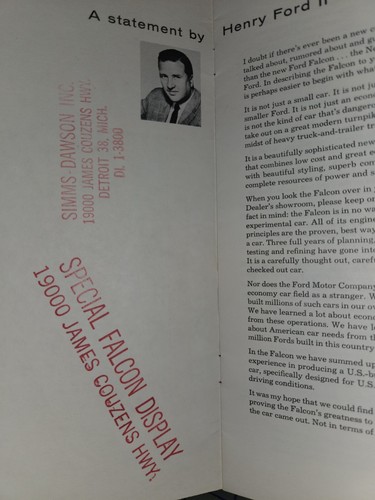 A statement by Henry Ford II
SIMMS-DAWSON INC.
19000 JAMES COUZENS HWY.
DETROIT 38, MICH.
DI. 1-3800
SPECIAL FALCON DISPLAY
19000 JAMES COUZENS HWY.
I doubt if there's ever been a new c
talked about, rumored about and gu
than the new Ford Falcon . . . the Ne
Ford. In describing the Falcon to y
is perhaps easier to begin with what
It is not just a small car. It is not ju
smaller Ford. It is not just an econo
is not the kind of car that's dangero
take out on a great modern turnpik
midst of heavy truck-and-trailer tr
It is a beautifully sophisticated new
that combines low cost and great e
with beautiful styling, superb com
complete resources of power and s
When you look the Falcon over in y
Dealer's showroom, please keep on
fact in mind: the Falcon is in no wa
experimental car. All of its engine
principles are the proven, best way
a car. Three full years of planning,
testing and refining have gone into
It is a carefully thought out, carefu
checked out car.
Nor does the Ford Motor Company
economy car field as a stranger. W
built millions of such cars in our ov
We have learned a lot about econo
from these operations. We have le
about American car needs from th
million Fords built in this country
In the Falcon we have summed up
experience in producing a U.S.-bu
car, specifically designed for U.S.
driving conditions.
It was my hope that we could find
proving the Falcon's greatness to
the car came out. Not in terms of